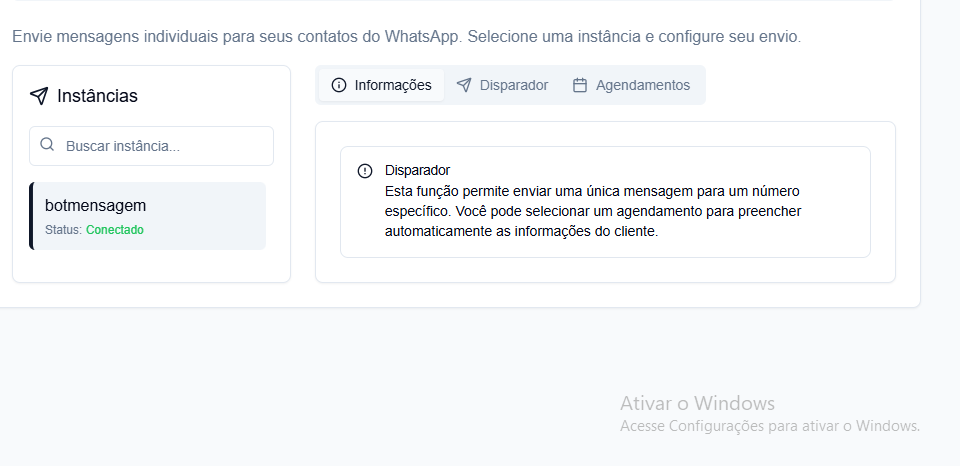 Envie mensagens individuais para seus contatos do WhatsApp. Selecione uma instância e configure seu envio.
Instâncias
Buscar instância...
botmensagem
Status: Conectado
Informações
Disparador
Agendamentos
Disparador
Esta função permite enviar uma única mensagem para um número
específico. Você pode selecionar um agendamento para preencher
automaticamente as informações do cliente.
Ativar o Windows
Acesse Configurações para ativar o Windows.